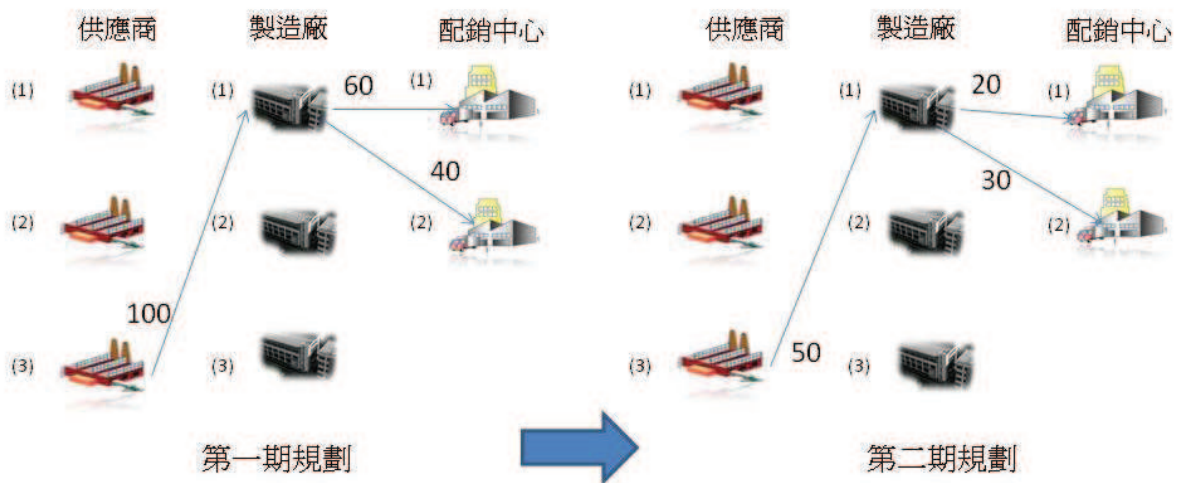 供應商 製造廠 配銷中心
(1) (1) 60 (1)
40
(2) (2) (2)
100
(3) (3)
第一期規劃
供應商 製造廠 配銷中心
(1) (1) 20 (1)
30
(2) (2) (2)
50
(3) (3)
第二期規劃